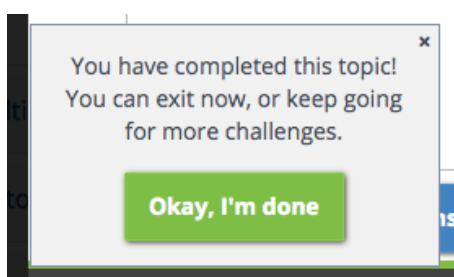 ×
You have completed this topic!
You can exit now, or keep going
for more challenges.
Okay, I'm done